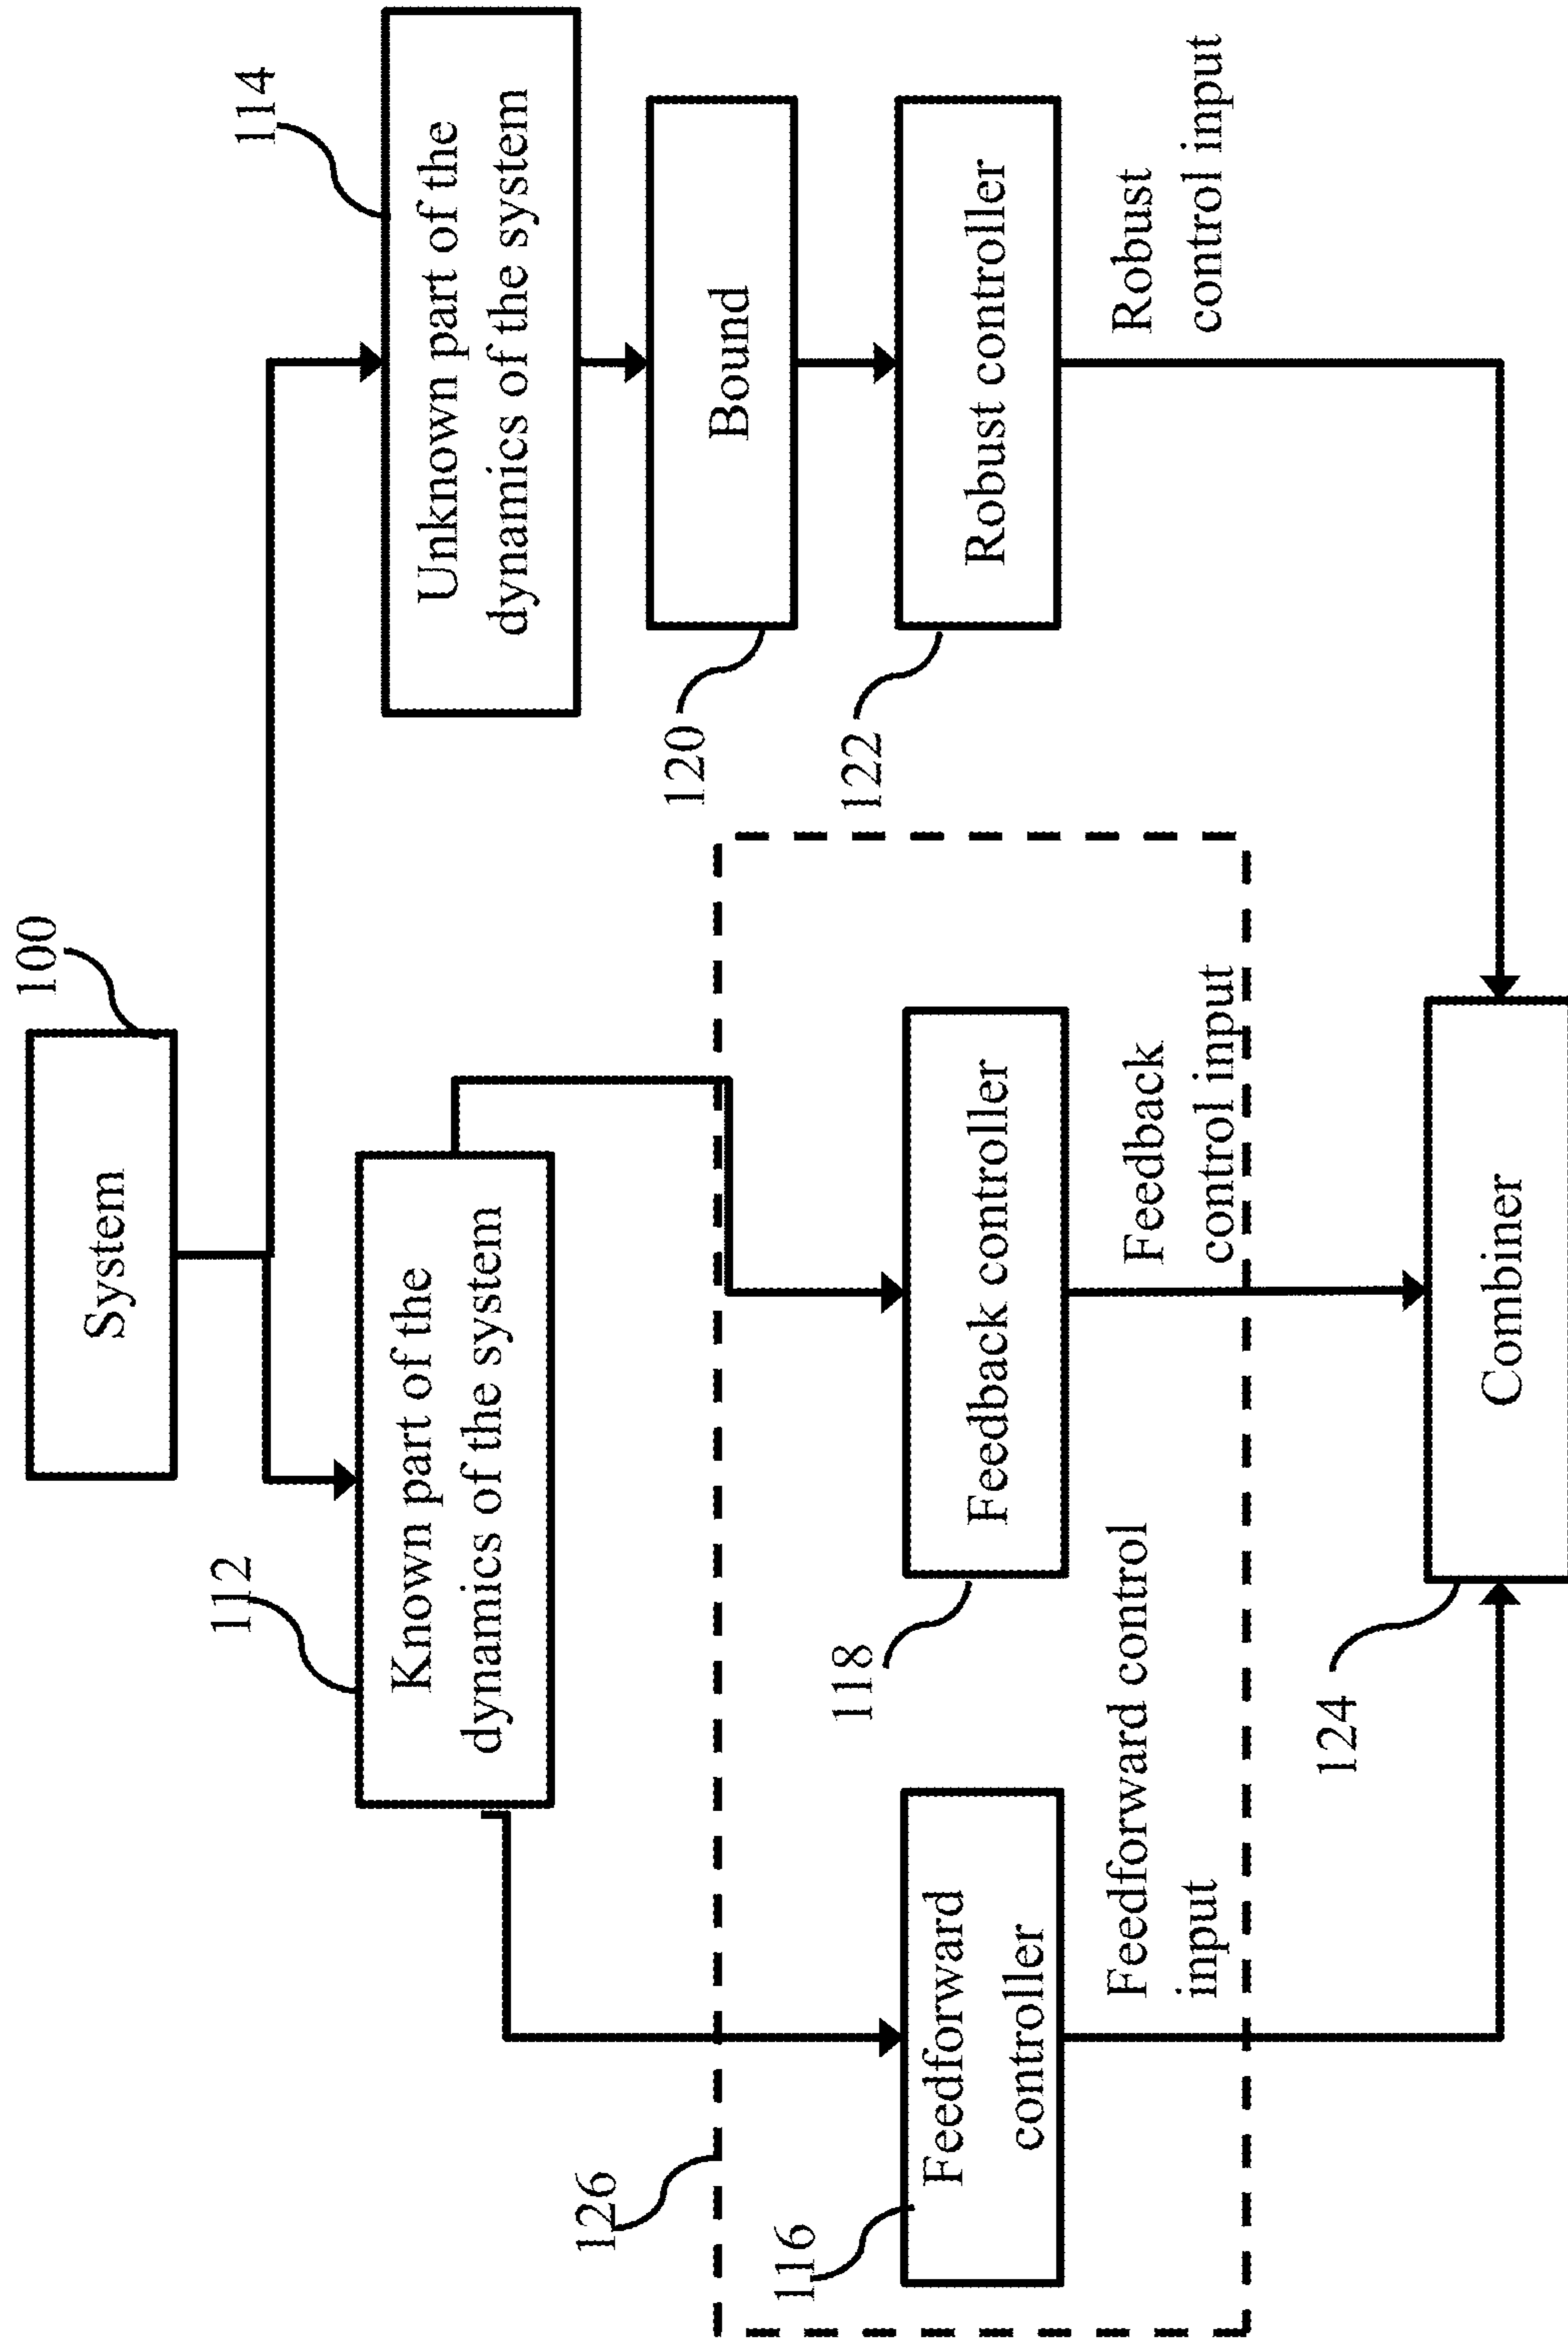 System
100
112
Known part of the
dynamics of the system
114
Unknown part of the
dynamics of the system
126
120
Bound
116
Feedforward
controller
118
Feedback controller
122
Robust controller
Feedforward control
input
Feedback
control input
Robust
control input
124
Combiner